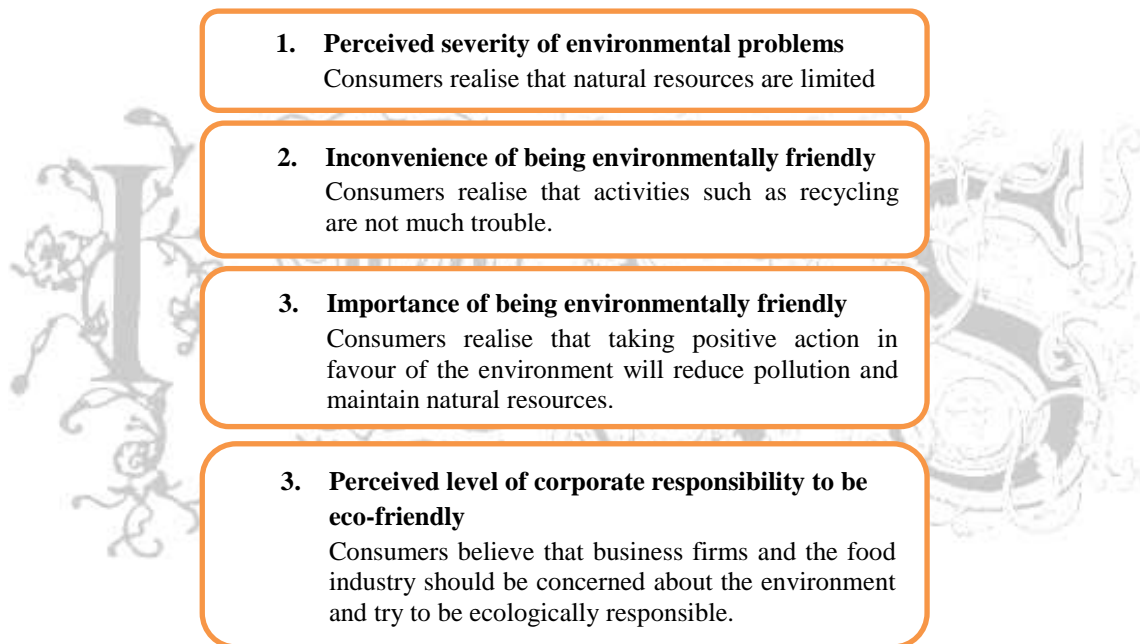 1. Perceived severity of environmental problems
Consumers realise that natural resources are limited
2. Inconvenience of being environmentally friendly
Consumers realise that activities such as recycling
are not much trouble.
3. Importance of being environmentally friendly
Consumers realise that taking positive action in
favour of the environment will reduce pollution and
maintain natural resources.
3. Perceived level of corporate responsibility to be
eco-friendly
Consumers believe that business firms and the food
industry should be concerned about the environment
and try to be ecologically responsible.